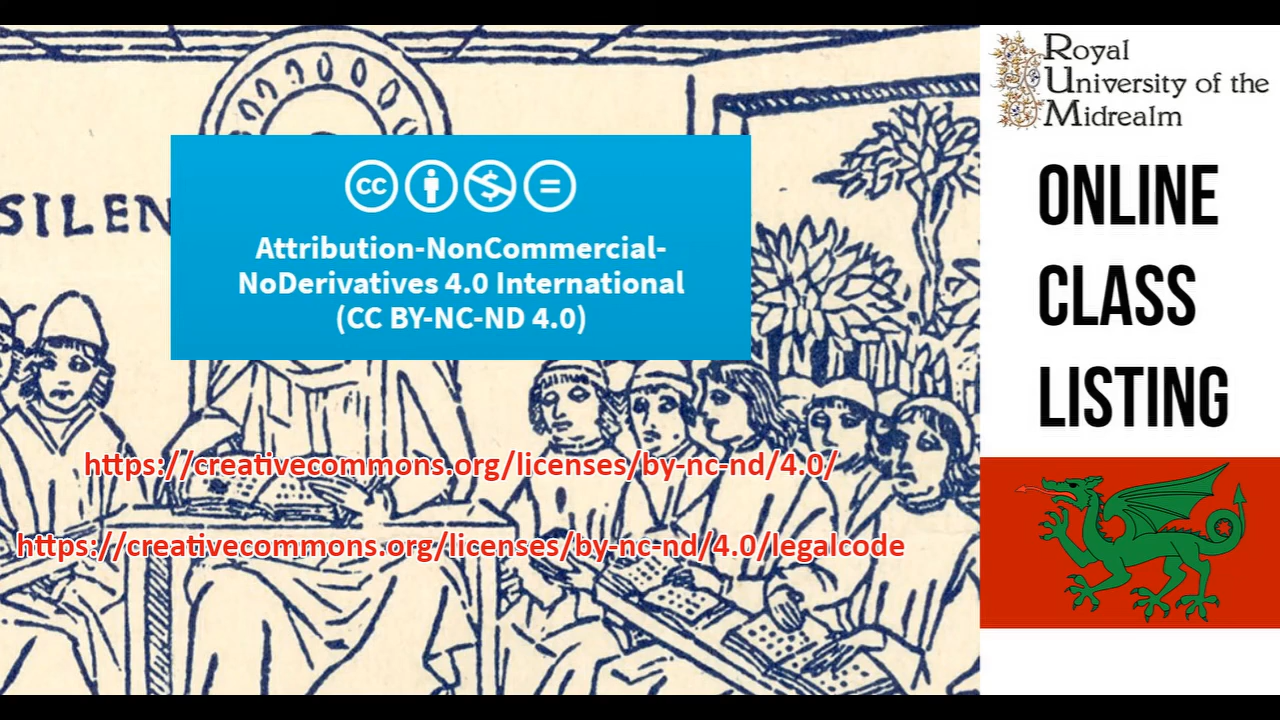 Royal
University of the
Midrealm
ONLINE
CLASS
LISTING
SILEN
cc
Attribution-NonCommercial-
NoDerivatives 4.0 International
(CC BY-NC-ND 4.0)
https://creativecommons.org/licenses/by-nc-nd/4.0/
https://creativecommons.org/licenses/by-nc-nd/4.0/legalcode